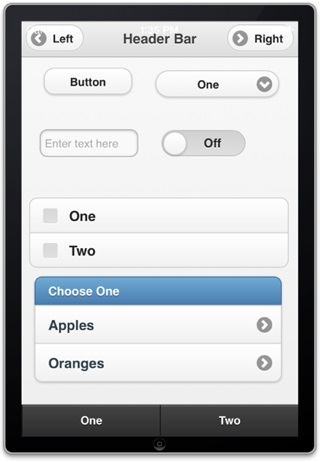 Left
Header Bar
Right
Button
One
Enter text here
Off
One
Two
Choose One
Apples
Oranges
One
Two